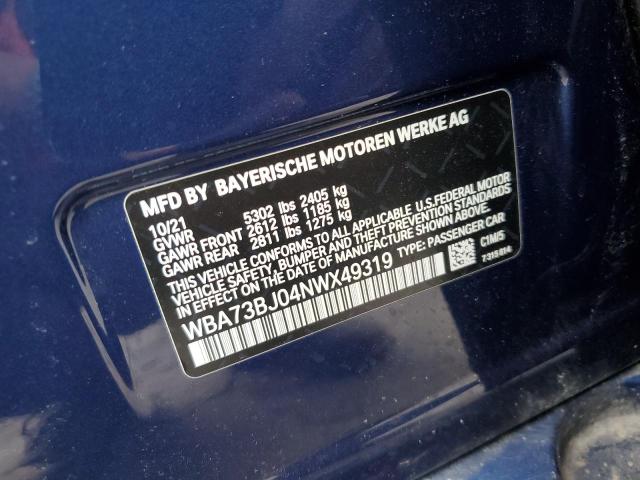 MFD BY BAYERISCHE MOTOREN WERKE AG
10/21
GVWR 5302 lbs 2405 kg
GAWR FRONT 2612 lbs 1185 kg
GAWR REAR 2811 lbs 1275 kg
THIS VEHICLE CONFORMS TO ALL APPLICABLE U.S.FEDERAL MOTOR
VEHICLE SAFETY, BUMPER AND THEFT PREVENTION STANDARDS
IN EFFECT ON THE DATE OF MANUFACTURE SHOWN ABOVE.
WBA73BJ04NWX49319 TYPE: PASSENGER CAR
C1MI5
7315814